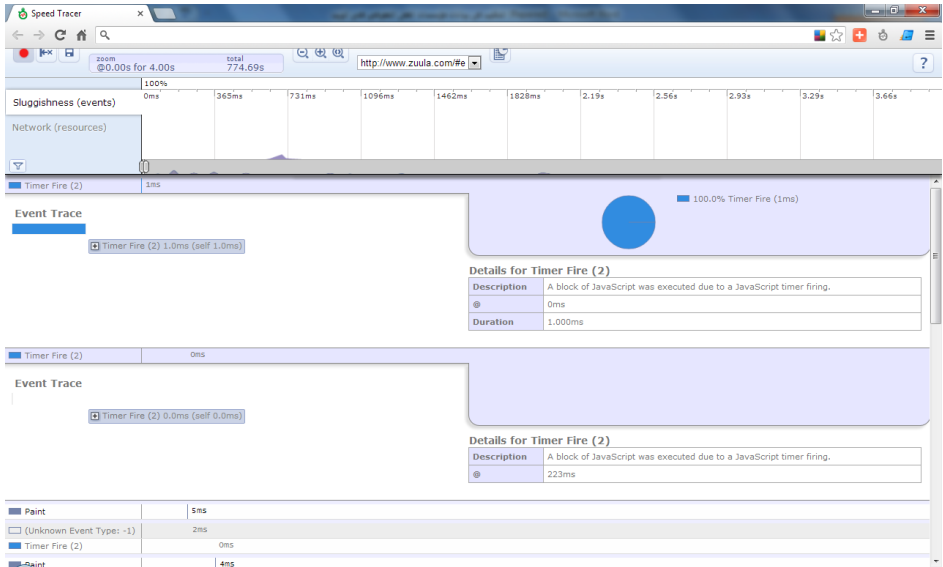 Speed Tracer
zoom total
@0.00s for 4.00s 774.69s
http://www.zuula.com/#e
?
100%
Sluggishness (events) 0ms 365ms 731ms 1096ms 1462ms 1828ms 2.19s 2.56s 2.93s 3.29s 3.66s
Network (resources)
Timer Fire (2) 1ms
100.0% Timer Fire (1ms)
Event Trace
Timer Fire (2) 1.0ms (self 1.0ms)
Details for Timer Fire (2)
Description A block of JavaScript was executed due to a JavaScript timer firing.
@ 0ms
Duration 1.000ms
Timer Fire (2) 0ms
Event Trace
Timer Fire (2) 0.0ms (self 0.0ms)
Details for Timer Fire (2)
Description A block of JavaScript was executed due to a JavaScript timer firing.
@ 223ms
Paint 5ms
(Unknown Event Type: -1) 2ms
Timer Fire (2) 0ms
Paint 4ms